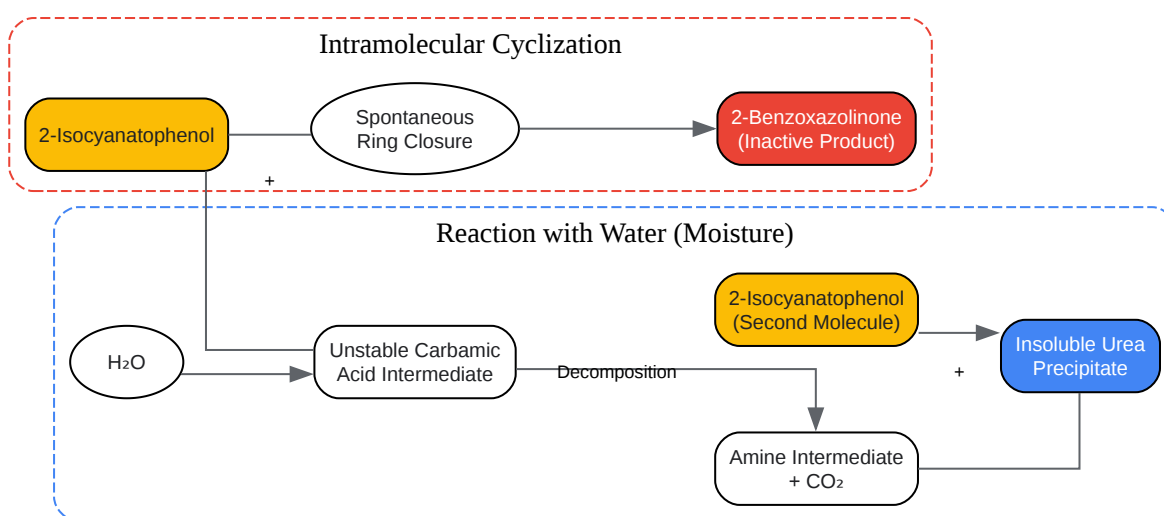 Intramolecular Cyclization
2-Isocyanatophenol
Spontaneous
Ring Closure
2-Benzoxazolinone
(Inactive Product)
+
Reaction with Water (Moisture)
2-Isocyanatophenol
(Second Molecule)
H₂O
Unstable Carbamic
Acid Intermediate
Decomposition
+
Insoluble Urea
Precipitate
Amine Intermediate
+ CO₂